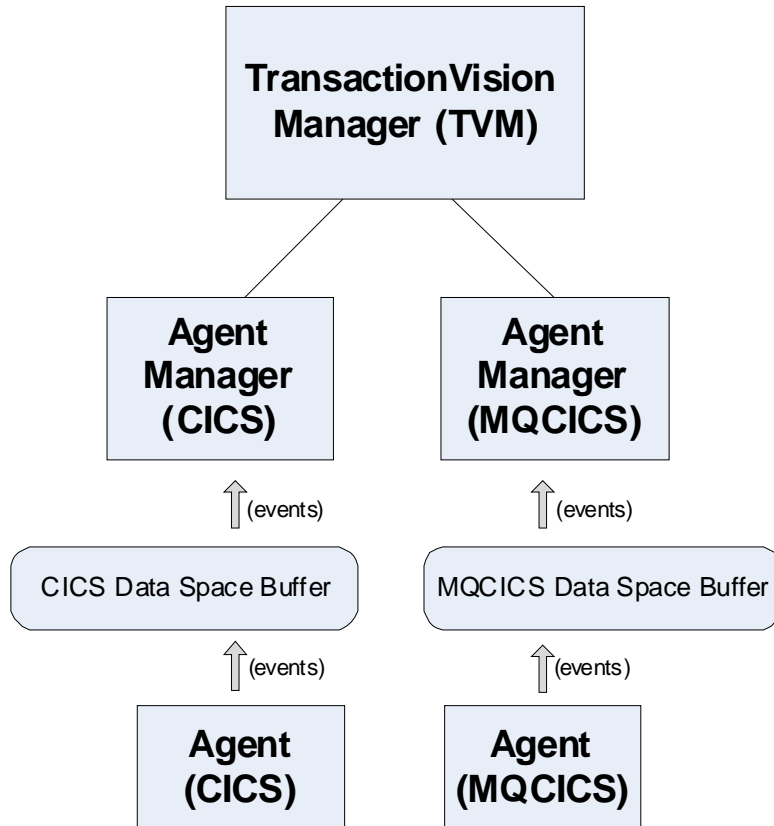 TransactionVision
Manager (TVM)
Agent
Manager
(CICS)
Agent
Manager
(MQCICS)
(events)
(events)
CICS Data Space Buffer
MQCICS Data Space Buffer
(events)
(events)
Agent
(CICS)
Agent
(MQCICS)